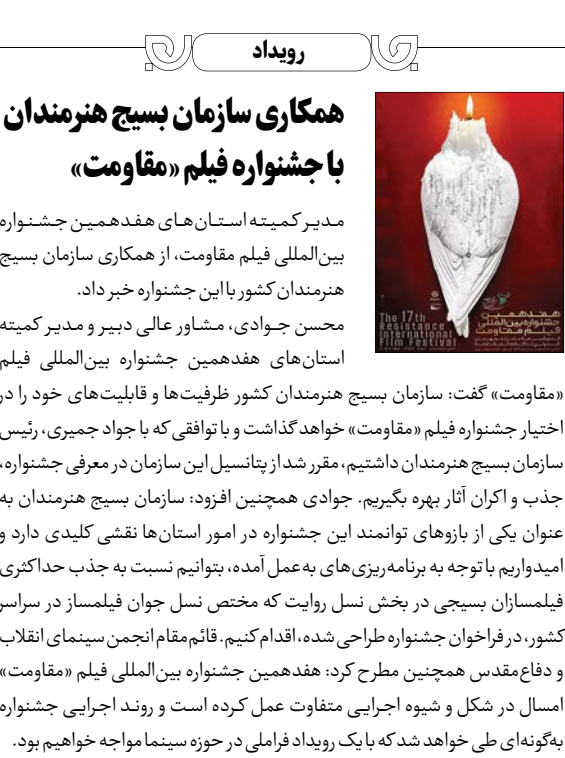 رویداد
همکاری سازمان بسیج هنرمندان
با جشنواره فیلم «مقاومت»
The 17th
Resistance
International
Film Festival
هفدهمین
جشنواره بین‌المللی
فیلم مقاومت
مدیر کمیته استان‌های هفدهمین جشنواره
بین‌المللی فیلم مقاومت، از همکاری سازمان بسیج
هنرمندان کشور با این جشنواره خبر داد.
محسن جوادی، مشاور عالی دبیر و مدیر کمیته
استان‌های هفدهمین جشنواره بین‌المللی فیلم
«مقاومت» گفت: سازمان بسیج هنرمندان کشور ظرفیت‌ها و قابلیت‌های خود را در
اختیار جشنواره فیلم «مقاومت» خواهد گذاشت و با توافقی که با جواد جمیری، رئیس
سازمان بسیج هنرمندان داشتیم، مقرر شد از پتانسیل این سازمان در معرفی جشنواره،
جذب و اکران آثار بهره بگیریم. جوادی همچنین افزود: سازمان بسیج هنرمندان به
عنوان یکی از بازوهای توانمند این جشنواره در امور استان‌ها نقشی کلیدی دارد و
امیدواریم با توجه به برنامه‌ریزی‌های به‌عمل آمده، بتوانیم نسبت به جذب حداکثری
فیلمسازان بسیجی در بخش نسل روایت که مختص نسل جوان فیلمساز در سراسر
کشور، در فراخوان جشنواره طراحی شده، اقدام کنیم. قائم‌مقام انجمن سینمای انقلاب
و دفاع‌مقدس همچنین مطرح کرد: هفدهمین جشنواره بین‌المللی فیلم «مقاومت»
امسال در شکل و شیوه اجرایی متفاوت عمل کرده است و روند اجرایی جشنواره
به‌گونه‌ای طی خواهد شد که با یک رویداد فراملی در حوزه سینما مواجه خواهیم بود.